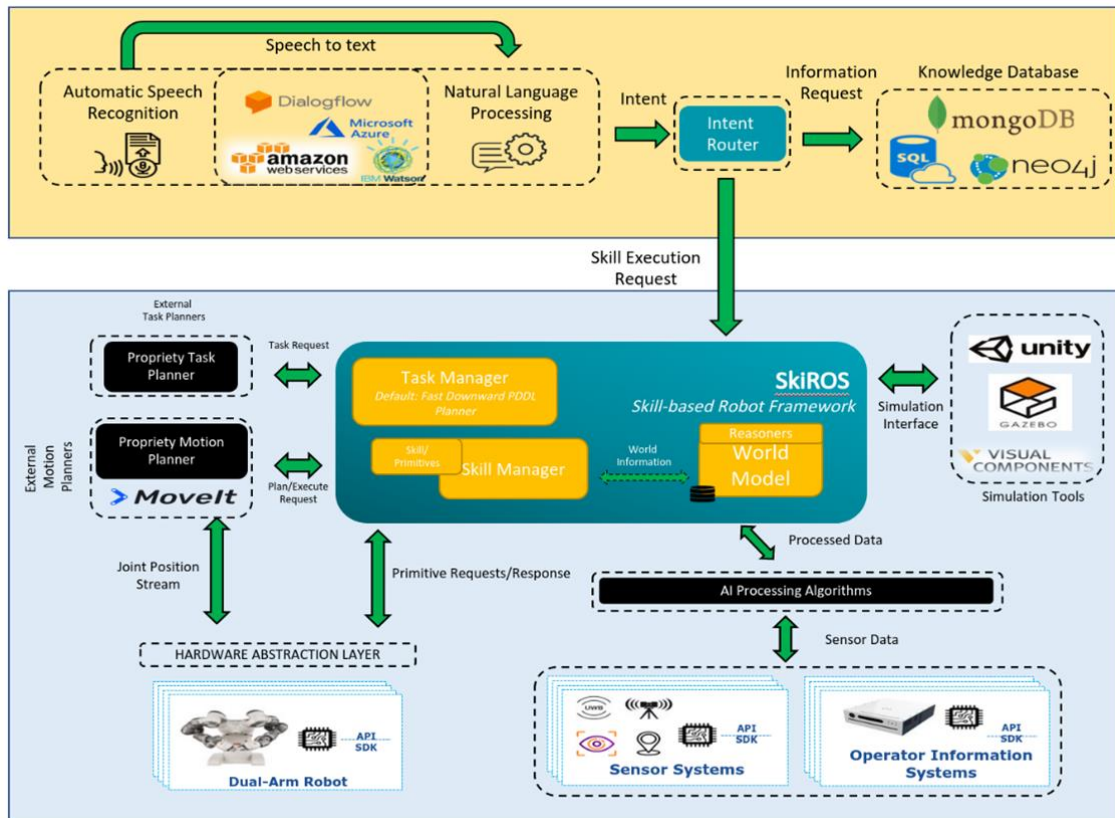 Speech to text
Automatic Speech
Recognition
Dialogflow
Microsoft
Azure
amazon
webservices
IBM Watson
Natural Language
Processing
Intent
Intent
Router
Information
Request
Knowledge Database
mongoDB
SQL
neo4j
Skill Execution
Request
External
Task Planners
Propriety Task
Planner
Task Request
External
Motion
Planners
Propriety Motion
Planner
MoveIt
Plan/Execute
Request
Task Manager
Default: Fast Downward PDDL
Planner
SkiROS
Skill-based Robot Framework
Skill/
Primitives
Skill Manager
World
Information
Reasoners
World
Model
Simulation
Interface
unity
GAZEBO
VISUAL
COMPONENTS
Simulation Tools
Joint Position
Stream
Primitive Requests/Response
Processed Data
AI Processing Algorithms
Sensor Data
HARDWARE ABSTRACTION LAYER
API
SDK
Dual-Arm Robot
UWB
API
SDK
Sensor Systems
API
SDK
Operator Information
Systems